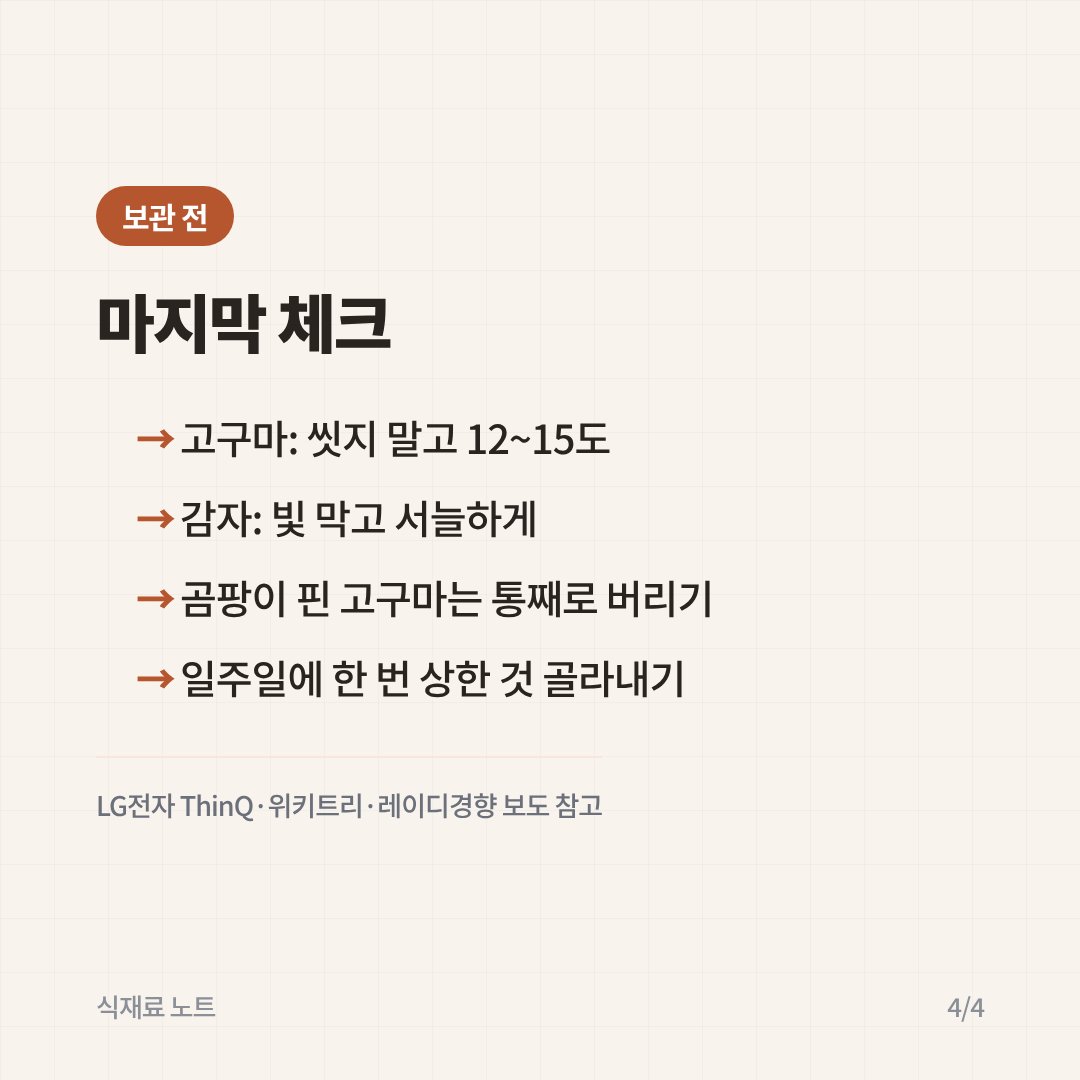 보관 전
마지막 체크
→ 고구마: 씻지 말고 12~15도
→ 감자: 빛 막고 서늘하게
→ 곰팡이 핀 고구마는 통째로 버리기
→ 일주일에 한 번 상한 것 골라내기
LG전자 ThinQ·위키트리·레이디경향 보도 참고
식재료 노트
4/4